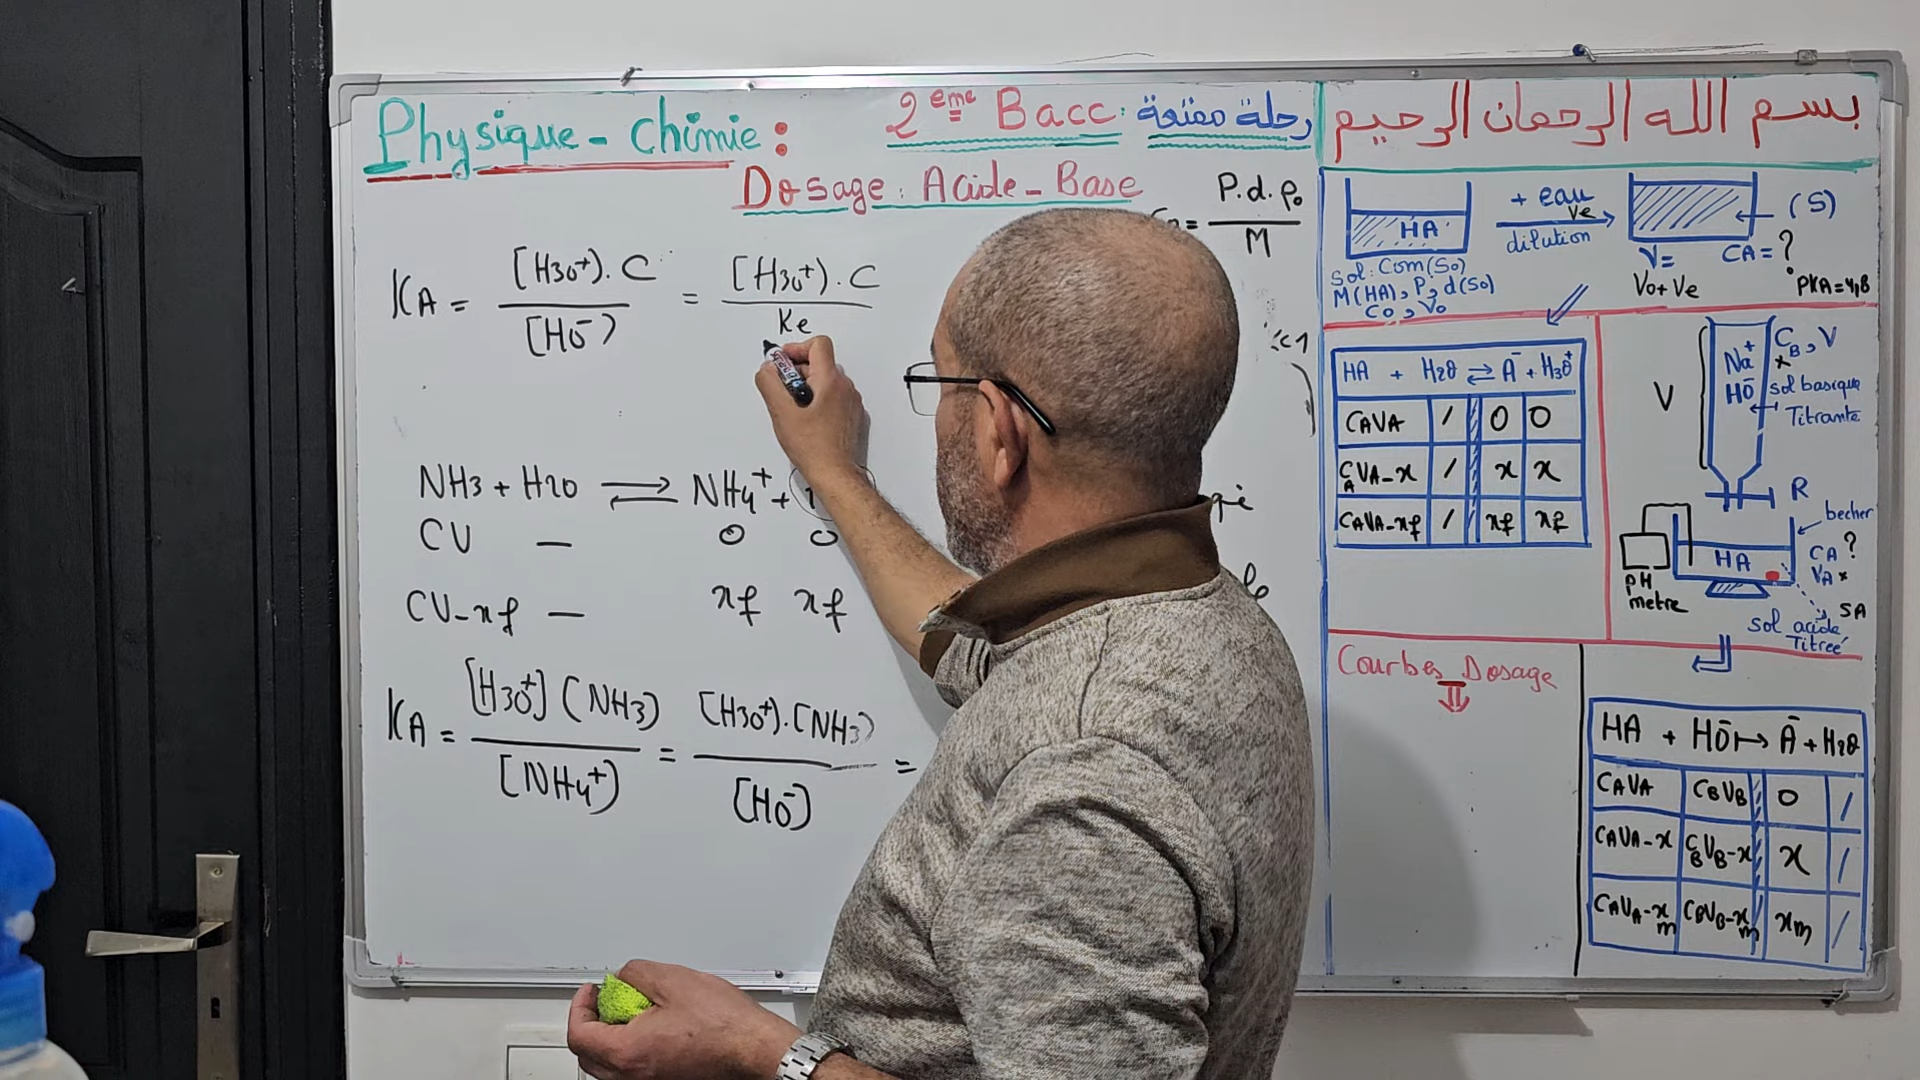 Physique - chimie :
2eme Bacc : رحلة ممتعة
بسم الله الرحمان الرحيم
Dosage : Acide - Base
= P.d.ρ₀ / M
KA = [H3O⁺).C / [HO⁻) = [H3O⁺).C / Ke
NH3 + H2O ⇌ NH4⁺ +
CV — 0 0
CV-xf — xf xf
KA = [H3O⁺] (NH3) / [NH4⁺) = [H3O⁺).[NH3) / [HO⁻) =
<1
HA
+ eau
Ve
dilution
(S)
Sol : Com(S0)
M(HA), P, d(S0)
C0, V0
V=
V0+Ve
CA = ?
PKA=4,8
HA + H2O ⇌ A⁻ + H3O⁺
CAVA / 0 0
CAVA-x / x x
CAVA-xf / xf xf
V
Na⁺
HO⁻
CB, V
sol basique
Titrante
R
becher
PH
metre
HA
CA ?
VA
SA
sol acide
Titrée
Courbes Dosage
HA + HO⁻ ↦ A⁻ + H2O
CAVA CBVB 0 /
CAVA-x CBVB-x x /
CAVA-xm CBVB-xm xm /